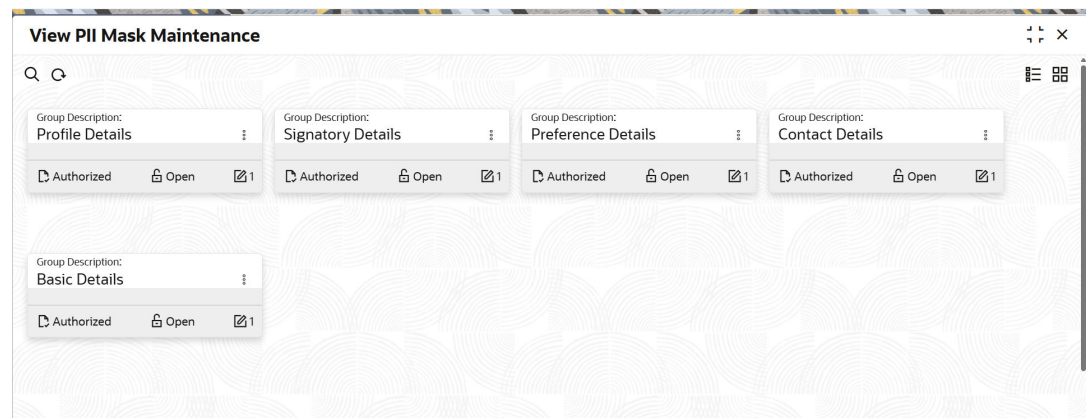 View PII Mask Maintenance
Group Description: Group Description: Group Description: Group Description:
Profile Details Signatory Details Preference Details Contact Details
Authorized Open 1 Authorized Open 1 Authorized Open 1 Authorized Open 1
Group Description:
Basic Details
Authorized Open 1